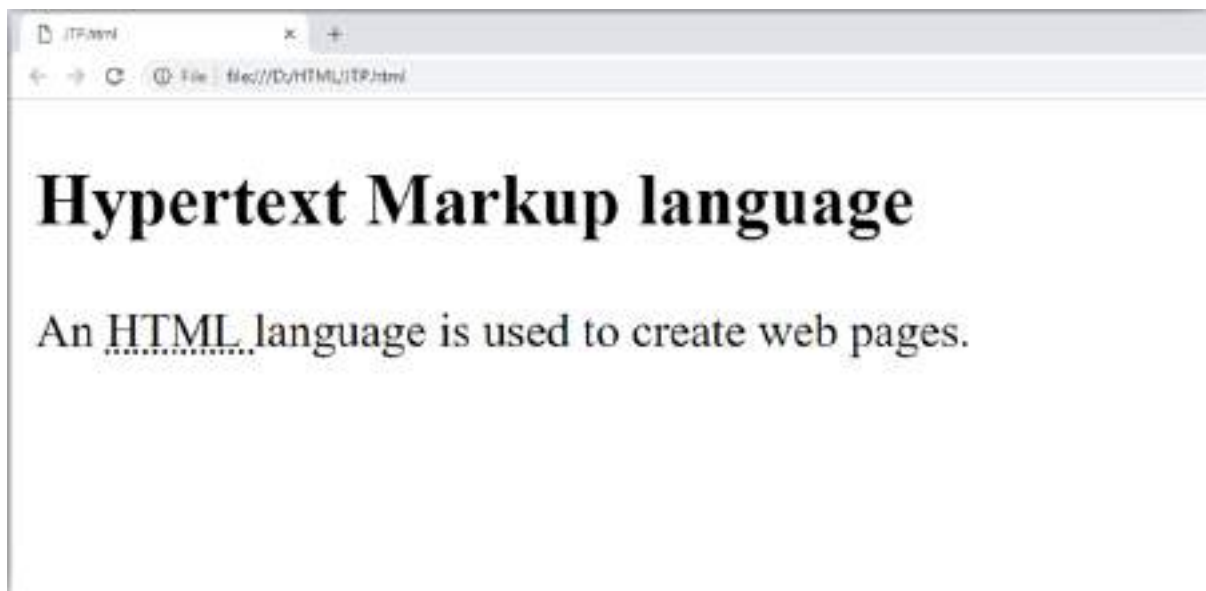 JTP.html
File file:///D:/HTML/JTP.html
Hypertext Markup language
An HTML language is used to create web pages.